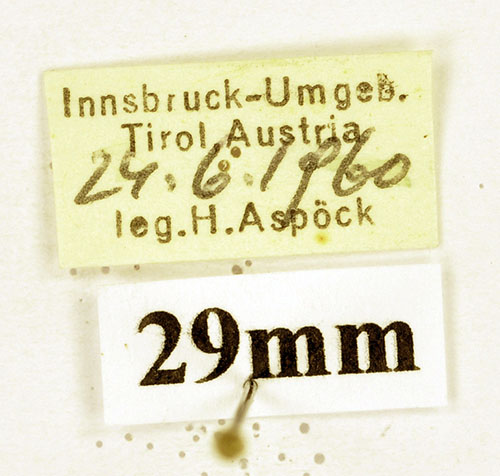 Innsbruck-Umgeb.
Tirol Austria
24.6.1960
leg.H.Aspöck
29mm